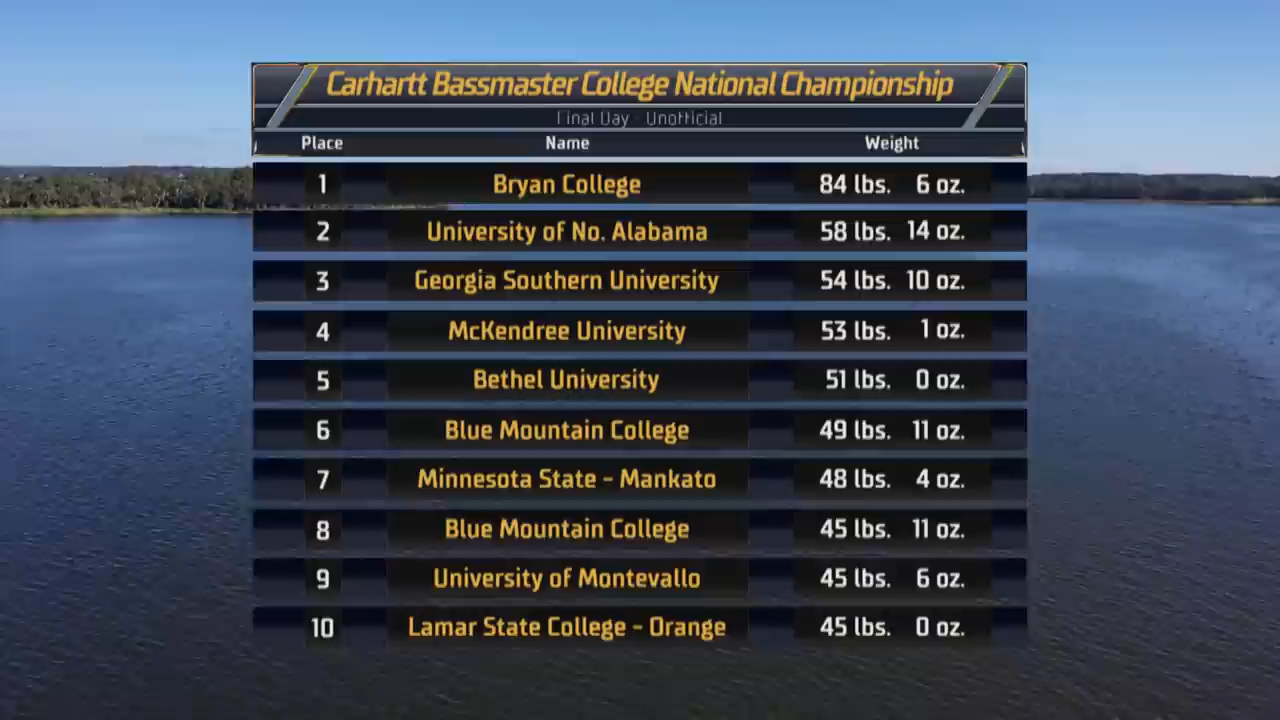 Carhartt Bassmaster College National Championship
Final Day - Unofficial
Place Name Weight
1 Bryan College 84 lbs. 6 oz.
2 University of No. Alabama 58 lbs. 14 oz.
3 Georgia Southern University 54 lbs. 10 oz.
4 McKendree University 53 lbs. 1 oz.
5 Bethel University 51 lbs. 0 oz.
6 Blue Mountain College 49 lbs. 11 oz.
7 Minnesota State - Mankato 48 lbs. 4 oz.
8 Blue Mountain College 45 lbs. 11 oz.
9 University of Montevallo 45 lbs. 6 oz.
10 Lamar State College - Orange 45 lbs. 0 oz.